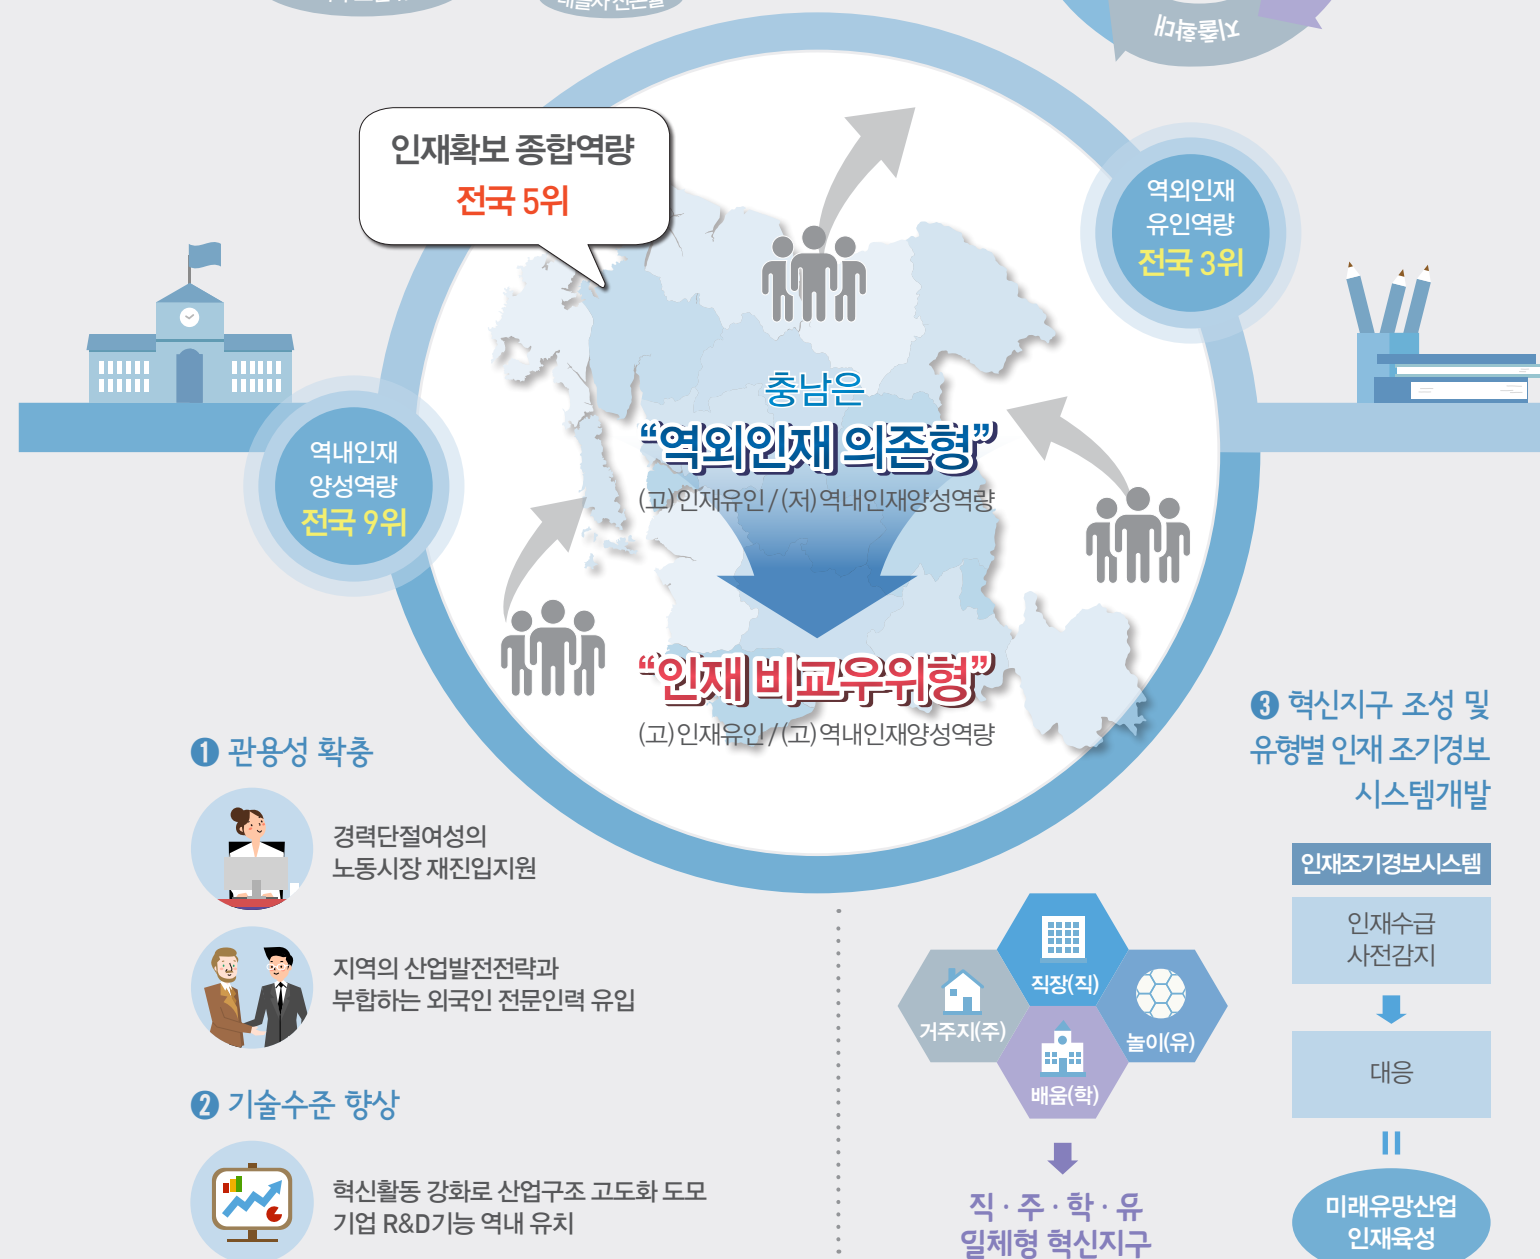 지출확대
인재확보 종합역량
전국 5위
역외인재
유인역량
전국 3위
역내인재
양성역량
전국 9위
충남은
“역외인재 의존형”
(고)인재유인 / (저)역내인재양성역량
“인재 비교우위형”
(고)인재유인 / (고)역내인재양성역량
❶ 관용성 확충
경력단절여성의
노동시장 재진입지원
지역의 산업발전전략과
부합하는 외국인 전문인력 유입
❷ 기술수준 향상
혁신활동 강화로 산업구조 고도화 도모
기업 R&D기능 역내 유치
직장(직)
거주지(주)
놀이(유)
배움(학)
직 · 주 · 학 · 유
일체형 혁신지구
❸ 혁신지구 조성 및
유형별 인재 조기경보
시스템개발
인재조기경보시스템
인재수급
사전감지
대응
미래유망산업
인재육성